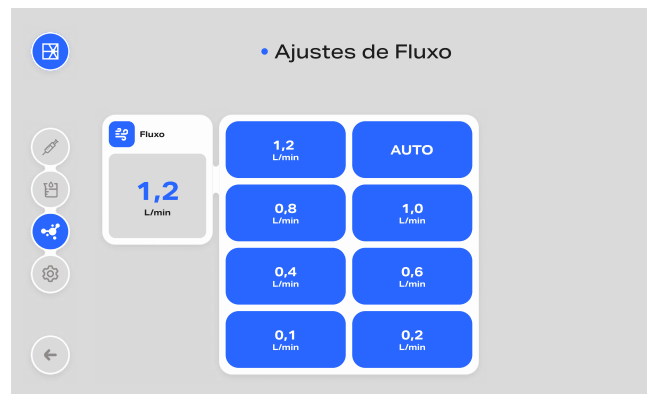 • Ajustes de Fluxo
Fluxo
1,2
L/min
1,2
L/min
AUTO
0,8
L/min
1,0
L/min
0,4
L/min
0,6
L/min
0,1
L/min
0,2
L/min